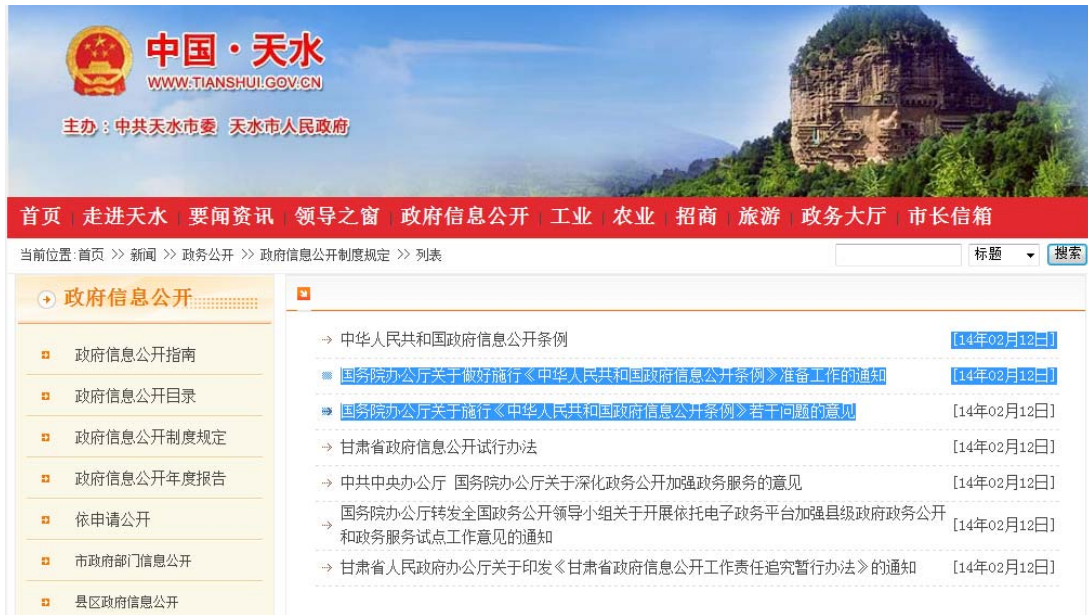 中国·天水
WWW.TIANSHUI.GOV.CN
主办：中共天水市委 天水市人民政府
首页 走进天水 要闻资讯 领导之窗 政府信息公开 工业 农业 招商 旅游 政务大厅 市长信箱
当前位置:首页 >> 新闻 >> 政务公开 >> 政府信息公开制度规定 >> 列表
标题 搜索
政府信息公开
政府信息公开指南
政府信息公开目录
政府信息公开制度规定
政府信息公开年度报告
依申请公开
市政府部门信息公开
县区政府信息公开
中华人民共和国政府信息公开条例 [14年02月12日]
国务院办公厅关于做好施行《中华人民共和国政府信息公开条例》准备工作的通知 [14年02月12日]
国务院办公厅关于施行《中华人民共和国政府信息公开条例》若干问题的意见 [14年02月12日]
甘肃省政府信息公开试行办法 [14年02月12日]
中共中央办公厅 国务院办公厅关于深化政务公开加强政务服务的意见 [14年02月12日]
国务院办公厅转发全国政务公开领导小组关于开展依托电子政务平台加强县级政府政务公开
和政务服务试点工作意见的通知 [14年02月12日]
甘肃省人民政府办公厅关于印发《甘肃省政府信息公开工作责任追究暂行办法》的通知 [14年02月12日]